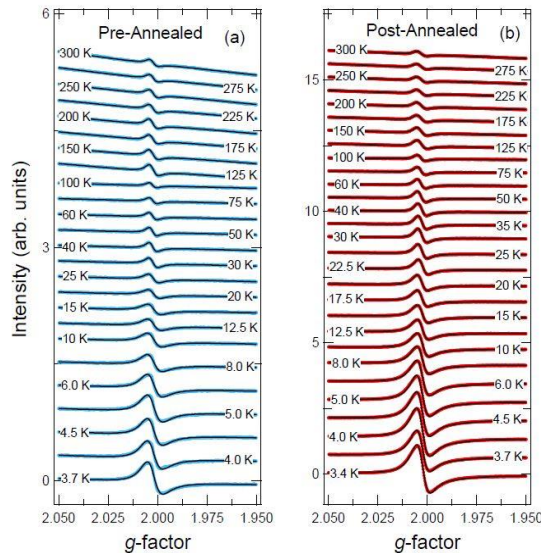 Pre-Annealed
(a)
6
3
0
300 K
275 K
250 K
225 K
200 K
175 K
150 K
125 K
100 K
75 K
60 K
50 K
40 K
30 K
25 K
20 K
15 K
12.5 K
10 K
8.0 K
6.0 K
5.0 K
4.5 K
4.0 K
3.7 K
2.050 2.025 2.000 1.975 1.950
g-factor
Intensity (arb. units)
Post-Annealed
(b)
15
10
5
0
300 K
275 K
250 K
225 K
200 K
175 K
150 K
125 K
100 K
75 K
60 K
50 K
40 K
35 K
30 K
25 K
22.5 K
20 K
17.5 K
15 K
12.5 K
10 K
8.0 K
6.0 K
5.0 K
4.5 K
4.0 K
3.7 K
3.4 K
2.050 2.025 2.000 1.975 1.950
g-factor